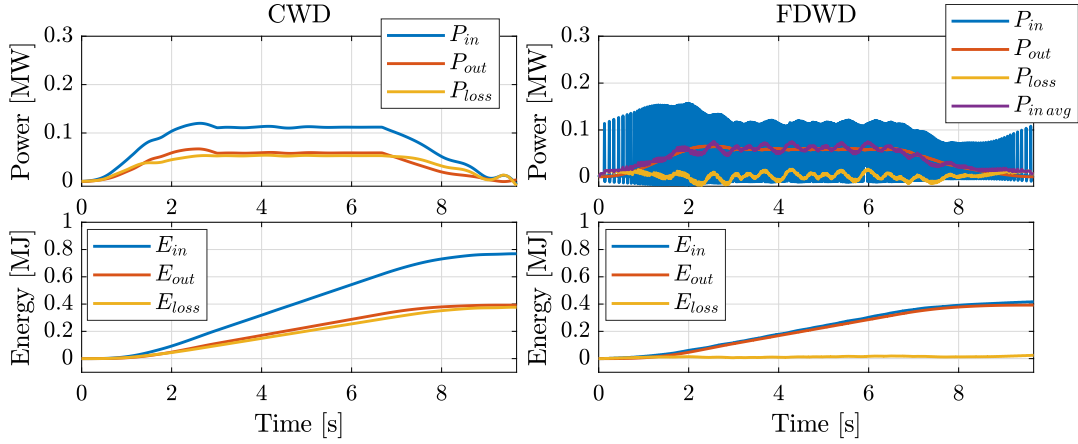 CWD
FDWD
Power [MW]
0.3
0.2
0.1
0
P_in
P_out
P_loss
0 2 4 6 8
Power [MW]
0.3
0.2
0.1
0
P_in
P_out
P_loss
P_in avg
0 2 4 6 8
Energy [MJ]
1
0.8
0.6
0.4
0.2
0
E_in
E_out
E_loss
0 2 4 6 8
Time [s]
Energy [MJ]
1
0.8
0.6
0.4
0.2
0
E_in
E_out
E_loss
0 2 4 6 8
Time [s]